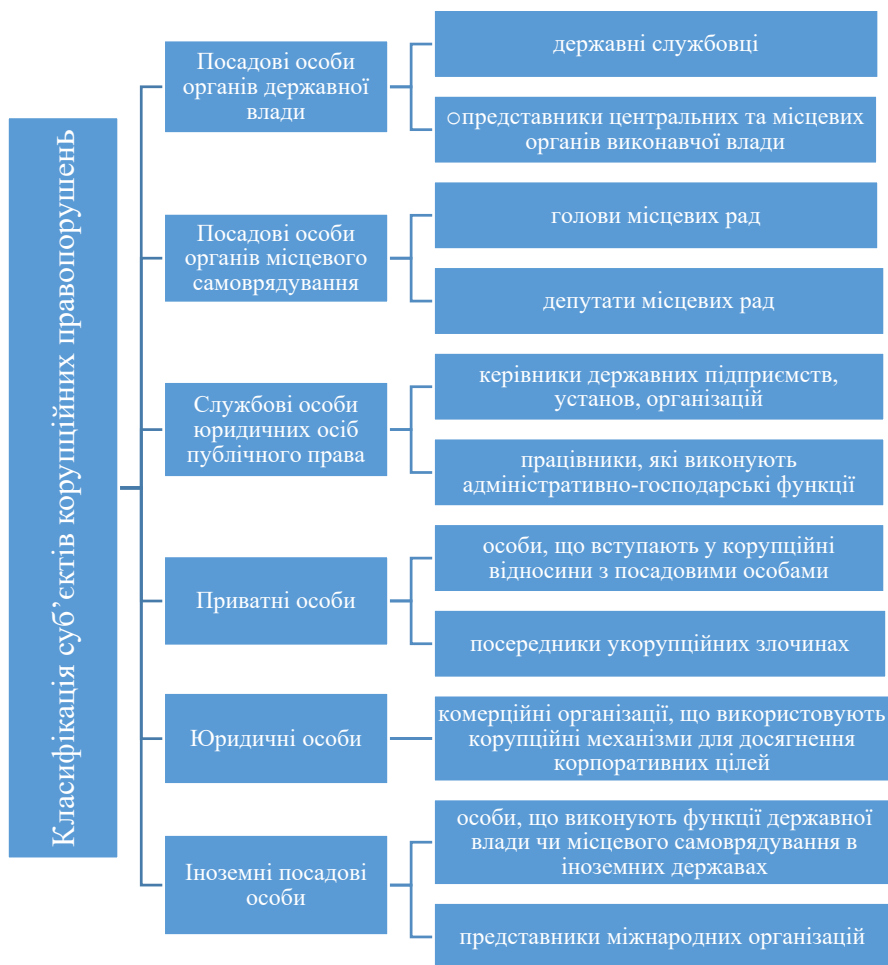 Класифікація суб’єктів корупційних правопорушень
Посадові особи
органів державної
влади
державні службовці
○представники центральних та місцевих
органів виконавчої влади
Посадові особи
органів місцевого
самоврядування
голови місцевих рад
депутати місцевих рад
Службові особи
юридичних осіб
публічного права
керівники державних підприємств,
установ, організацій
працівники, які виконують
адміністративно-господарські функції
Приватні особи
особи, що вступають у корупційні
відносини з посадовими особами
посередники укорупційних злочинах
Юридичні особи
комерційні організації, що використовують
корупційні механізми для досягнення
корпоративних цілей
Іноземні посадові
особи
особи, що виконують функції державної
влади чи місцевого самоврядування в
іноземних державах
представники міжнародних організацій